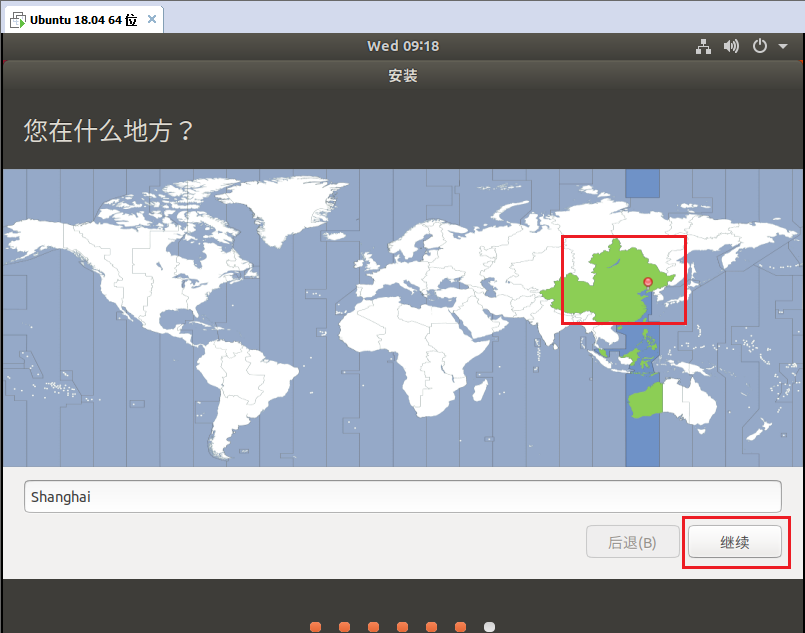 Ubuntu 18.04 64 位
Wed 09:18
安装
您在什么地方？
Shanghai
后退(B)
继续